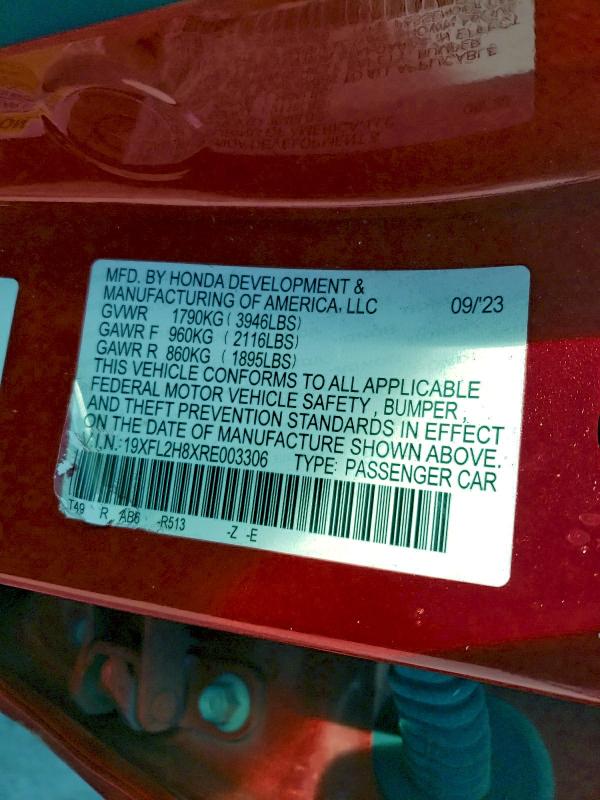 MFD. BY HONDA DEVELOPMENT &
MANUFACTURING OF AMERICA, LLC 09/'23
GVWR 1790KG ( 3946LBS)
GAWR F 960KG ( 2116LBS)
GAWR R 860KG ( 1895LBS)
THIS VEHICLE CONFORMS TO ALL APPLICABLE
FEDERAL MOTOR VEHICLE SAFETY, BUMPER,
AND THEFT PREVENTION STANDARDS IN EFFECT
ON THE DATE OF MANUFACTURE SHOWN ABOVE.
V.I.N.:19XFL2H8XRE003306 TYPE: PASSENGER CAR
T49 R AB6 -R513 -Z -E